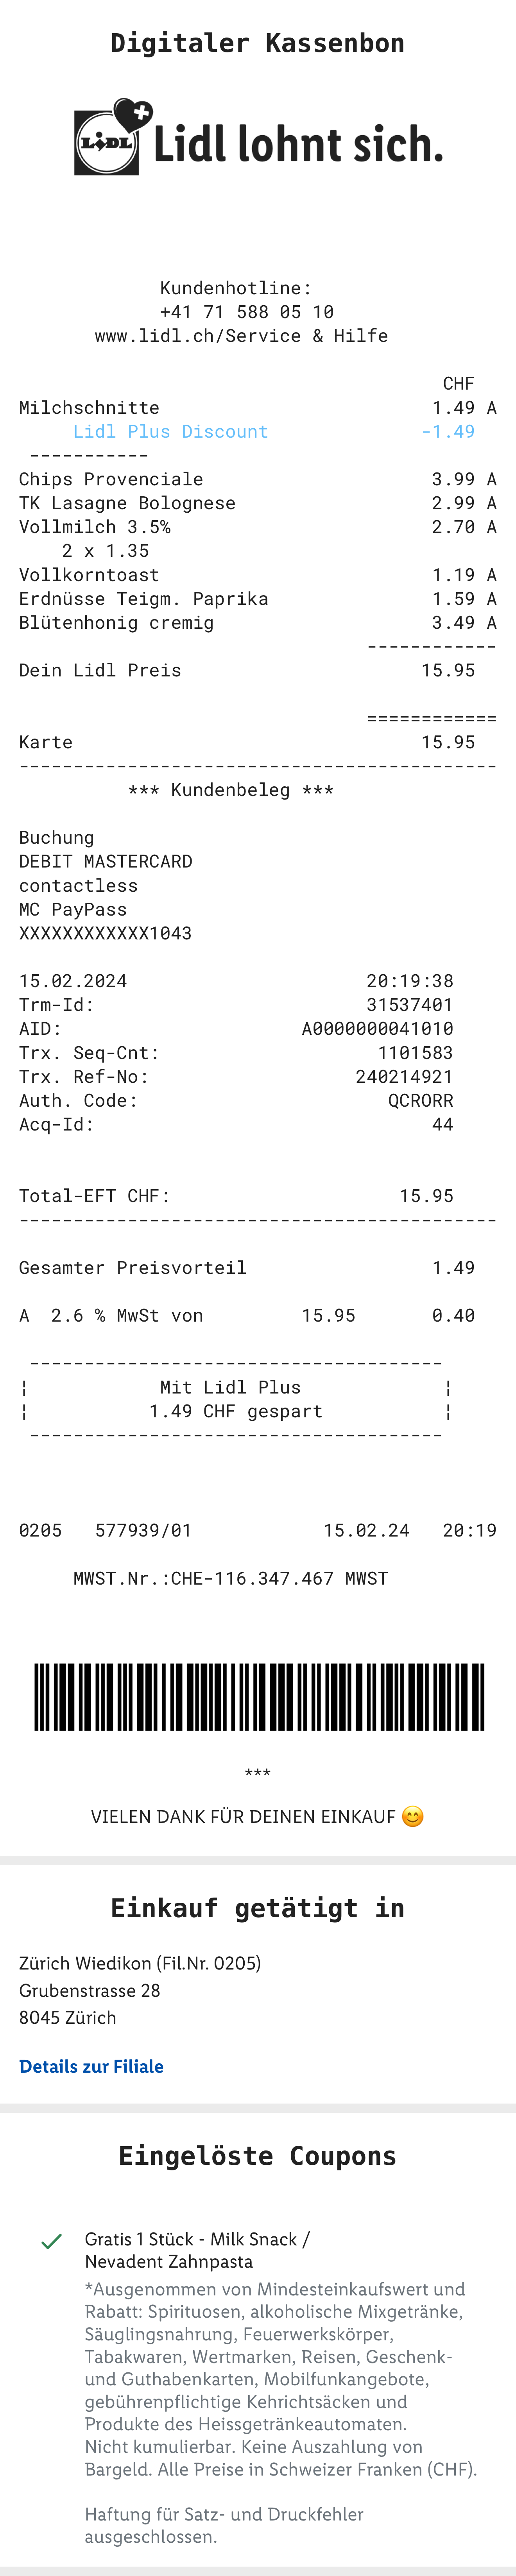 Digitaler Kassenbon
LIDL Lidl lohnt sich.
Kundenhotline:
+41 71 588 05 10
www.lidl.ch/Service & Hilfe
CHF
Milchschnitte 1.49 A
Lidl Plus Discount -1.49
-----------
Chips Provenciale 3.99 A
TK Lasagne Bolognese 2.99 A
Vollmilch 3.5% 2.70 A
2 x 1.35
Vollkorntoast 1.19 A
Erdnüsse Teigm. Paprika 1.59 A
Blütenhonig cremig 3.49 A
------------
Dein Lidl Preis 15.95
============
Karte 15.95
--------------------------------------------
*** Kundenbeleg ***
Buchung
DEBIT MASTERCARD
contactless
MC PayPass
XXXXXXXXXXXX1043
15.02.2024 20:19:38
Trm-Id: 31537401
AID: A0000000041010
Trx. Seq-Cnt: 1101583
Trx. Ref-No: 240214921
Auth. Code: QCRORR
Acq-Id: 44
Total-EFT CHF: 15.95
--------------------------------------------
Gesamter Preisvorteil 1.49
A 2.6 % MwSt von 15.95 0.40
--------------------------------------
¦ Mit Lidl Plus ¦
¦ 1.49 CHF gespart ¦
--------------------------------------
0205 577939/01 15.02.24 20:19
MWST.Nr.:CHE-116.347.467 MWST
***
VIELEN DANK FÜR DEINEN EINKAUF 😊
Einkauf getätigt in
Zürich Wiedikon (Fil.Nr. 0205)
Grubenstrasse 28
8045 Zürich
Details zur Filiale
Eingelöste Coupons
Gratis 1 Stück - Milk Snack /
Nevadent Zahnpasta
*Ausgenommen von Mindesteinkaufswert und
Rabatt: Spirituosen, alkoholische Mixgetränke,
Säuglingsnahrung, Feuerwerkskörper,
Tabakwaren, Wertmarken, Reisen, Geschenk-
und Guthabenkarten, Mobilfunkangebote,
gebührenpflichtige Kehrichtsäcken und
Produkte des Heissgetränkeautomaten.
Nicht kumulierbar. Keine Auszahlung von
Bargeld. Alle Preise in Schweizer Franken (CHF).
Haftung für Satz- und Druckfehler
ausgeschlossen.